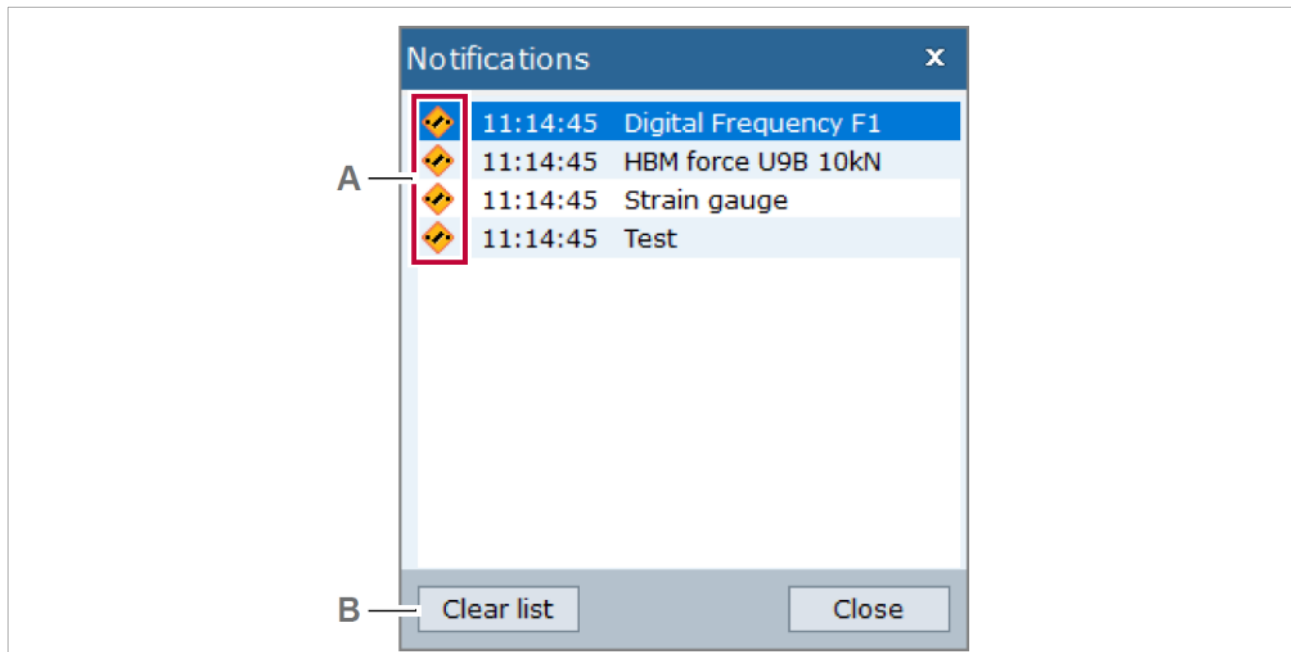 Notifications x
11:14:45 Digital Frequency F1
11:14:45 HBM force U9B 10kN
A
11:14:45 Strain gauge
11:14:45 Test
B Clear list Close